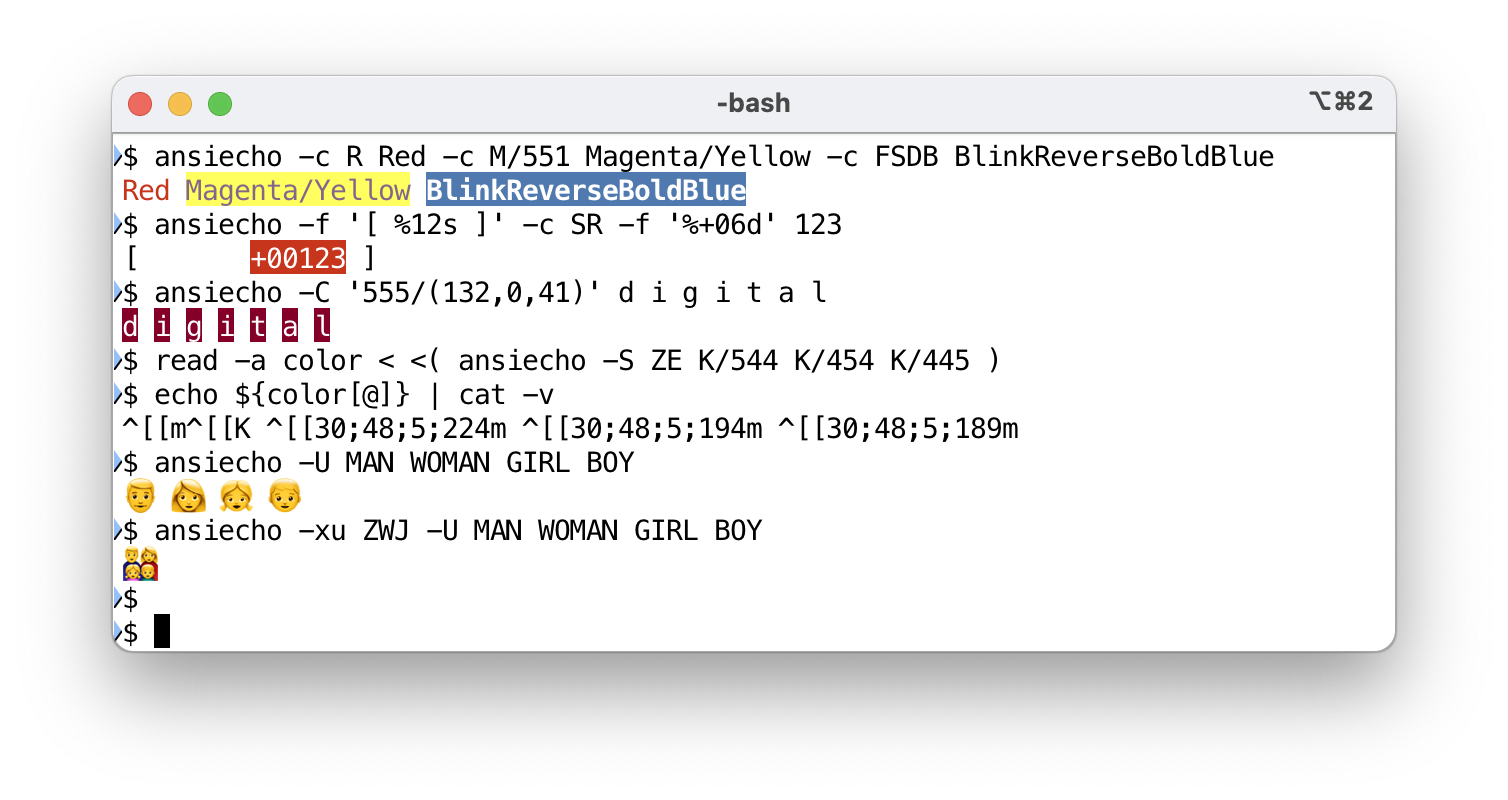 -bash ⌥⌘2
$ ansiecho -c R Red -c M/551 Magenta/Yellow -c FSDB BlinkReverseBoldBlue
Red Magenta/Yellow BlinkReverseBoldBlue
$ ansiecho -f '[ %12s ]' -c SR -f '%+06d' 123
[       +00123 ]
$ ansiecho -C '555/(132,0,41)' d i g i t a l
d i g i t a l
$ read -a color < <( ansiecho -S ZE K/544 K/454 K/445 )
$ echo ${color[@]} | cat -v
^[[m^[[K ^[[30;48;5;224m ^[[30;48;5;194m ^[[30;48;5;189m
$ ansiecho -U MAN WOMAN GIRL BOY
👨 👩 👧 👦
$ ansiecho -xu ZWJ -U MAN WOMAN GIRL BOY
👨‍👩‍👧‍👦
$
$